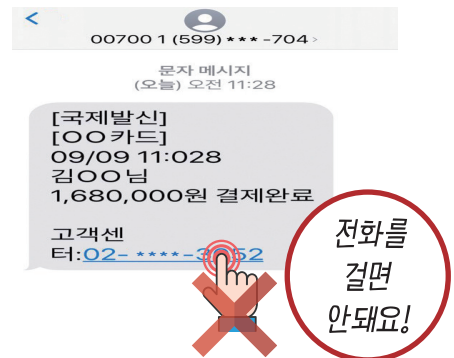 00700 1 (599) *** -704 >
문자 메시지
(오늘) 오전 11:28
[국제발신]
[OO카드]
09/09 11:028
김OO님
1,680,000원 결제완료
고객센
터:02- ****-3652
전화를
걸면
안돼요!